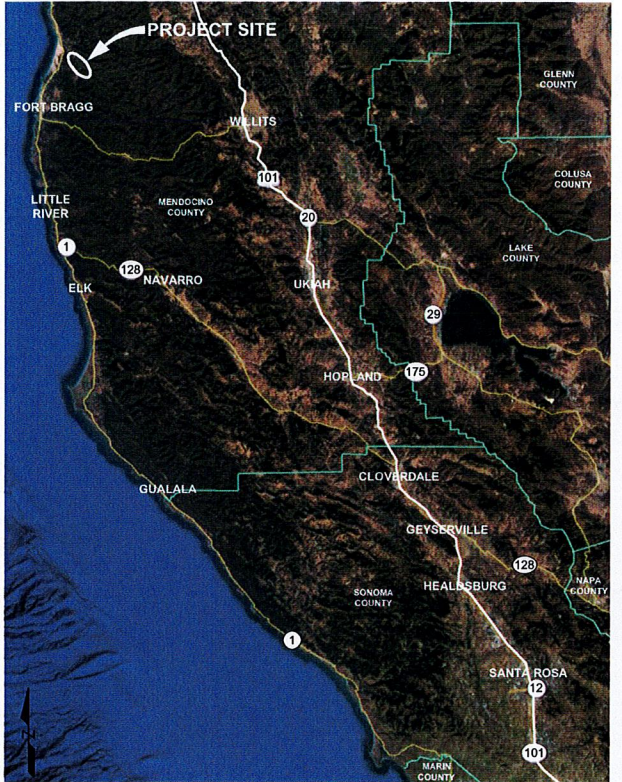 PROJECT SITE
GLENN
COUNTY
FORT BRAGG
WILLITS
COLUSA
COUNTY
101
LITTLE
RIVER
MENDOCINO
COUNTY
20
1
LAKE
COUNTY
128
NAVARRO
ELK
UKIAH
29
HOPLAND
175
CLOVERDALE
GUALALA
GEYSERVILLE
128
HEALDSBURG
NAPA
COUNTY
SONOMA
COUNTY
1
SANTA ROSA
12
101
MARIN
COUNTY